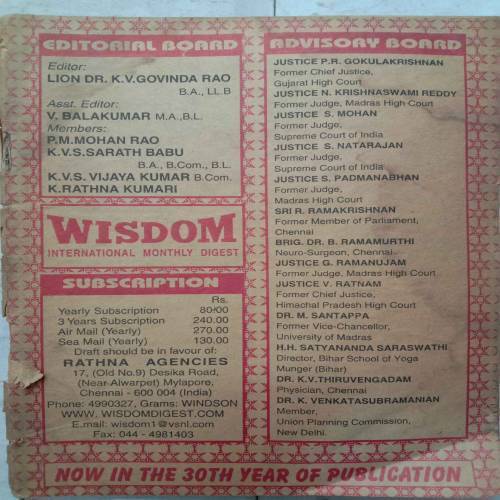 EDITORIAL BOARD
Editor:
LION DR. K.V.GOVINDA RAO
B.A., LL.B
Asst. Editor:
V. BALAKUMAR M.A.,B.L.
Members:
P.M.MOHAN RAO
K.V.S.SARATH BABU
B.A., B.Com., B.L.
K.V.S. VIJAYA KUMAR B.Com.
K.RATHNA KUMARI
WISDOM
INTERNATIONAL MONTHLY DIGEST
SUBSCRIPTION
Rs.
Yearly Subscription 80.00
3 Years Subscription 240.00
Air Mail (Yearly) 270.00
Sea Mail (Yearly) 130.00
Draft should be in favour of:
RATHNA AGENCIES
17, (Old No.9) Desika Road,
(Near-Alwarpet) Mylapore,
Chennai - 600 004 (India)
Phone: 4990327, Grams: WINDSON
WWW. WISDOMDIGEST.COM
E.mail: wisdom1@vsnl.com
Fax: 044 - 4981403
ADVISORY BOARD
JUSTICE P.R. GOKULAKRISHNAN
Former Chief Justice,
Gujarat High Court
JUSTICE N. KRISHNASWAMI REDDY
Former Judge, Madras High Court
JUSTICE S. MOHAN
Former Judge,
Supreme Court of India
JUSTICE S. NATARAJAN
Former Judge,
Supreme Court of India
JUSTICE S. PADMANABHAN
Former Judge,
Madras High Court
SRI R. RAMAKRISHNAN
Former Member of Parliament,
Chennai
BRIG. DR. B. RAMAMURTHI
Neuro-Surgeon, Chennai
JUSTICE G. RAMANUJAM
Former Judge, Madras High Court
JUSTICE V. RATNAM
Former Chief Justice,
Himachal Pradesh High Court
DR. M. SANTAPPA
Former Vice-Chancellor,
University of Madras
H.H. SATYANANDA SARASWATHI
Director, Bihar School of Yoga
Munger (Bihar)
DR. K.V.THIRUVENGADAM
Physician, Chennai
DR. K. VENKATASUBRAMANIAN
Member,
Union Planning Commission,
New Delhi.
NOW IN THE 30TH YEAR OF PUBLICATION